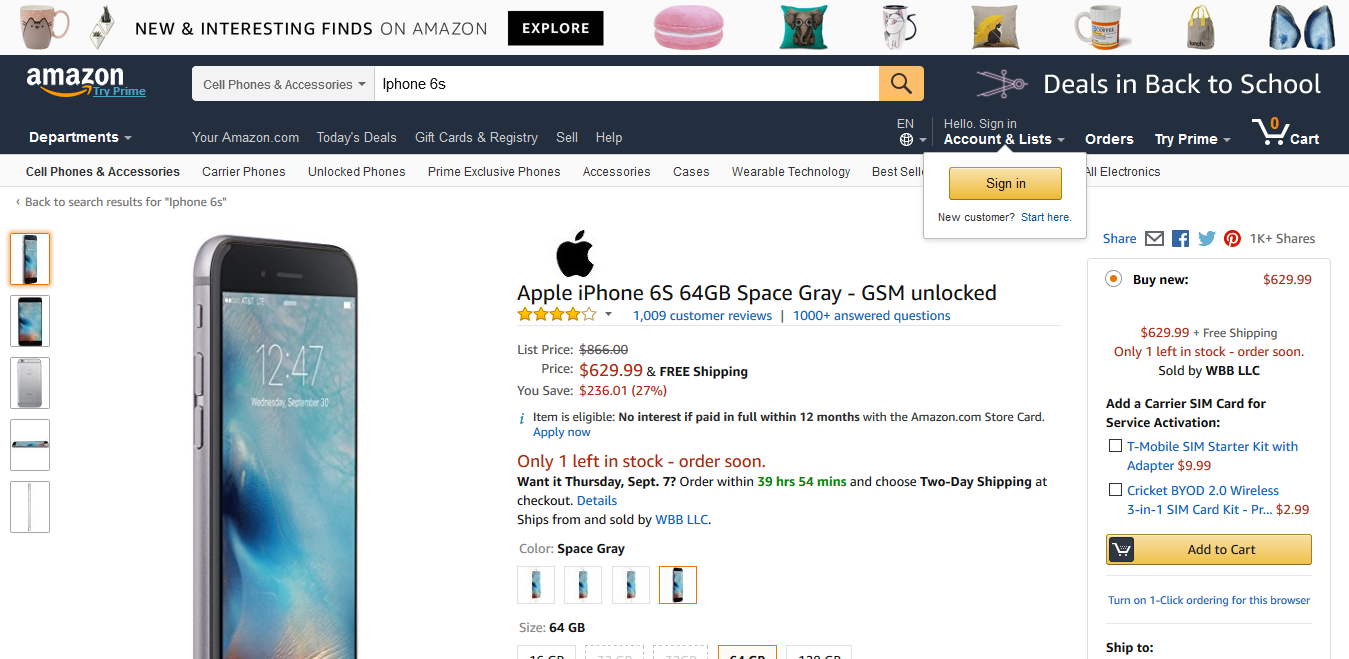 NEW & INTERESTING FINDS ON AMAZON EXPLORE
amazon
Try Prime
Cell Phones & Accessories
Iphone 6s
Deals in Back to School
Departments
Your Amazon.com Today's Deals Gift Cards & Registry Sell Help
EN
Hello. Sign in
Account & Lists
Orders
Try Prime
0
Cart
Cell Phones & Accessories Carrier Phones Unlocked Phones Prime Exclusive Phones Accessories Cases Wearable Technology Best Selle All Electronics
Sign in
New customer? Start here.
‹ Back to search results for "Iphone 6s"
Share 1K+ Shares
AT&T LTE
12:47
Wednesday, September 30
Apple iPhone 6S 64GB Space Gray - GSM unlocked
1,009 customer reviews | 1000+ answered questions
List Price: $866.00
Price: $629.99 & FREE Shipping
You Save: $236.01 (27%)
i Item is eligible: No interest if paid in full within 12 months with the Amazon.com Store Card.
Apply now
Only 1 left in stock - order soon.
Want it Thursday, Sept. 7? Order within 39 hrs 54 mins and choose Two-Day Shipping at
checkout. Details
Ships from and sold by WBB LLC.
Color: Space Gray
Size: 64 GB
16 GB 32 GB 32GB 64 GB 128 GB
Buy new: $629.99
$629.99 + Free Shipping
Only 1 left in stock - order soon.
Sold by WBB LLC
Add a Carrier SIM Card for
Service Activation:
T-Mobile SIM Starter Kit with
Adapter $9.99
Cricket BYOD 2.0 Wireless
3-in-1 SIM Card Kit - Pr... $2.99
Add to Cart
Turn on 1-Click ordering for this browser
Ship to: